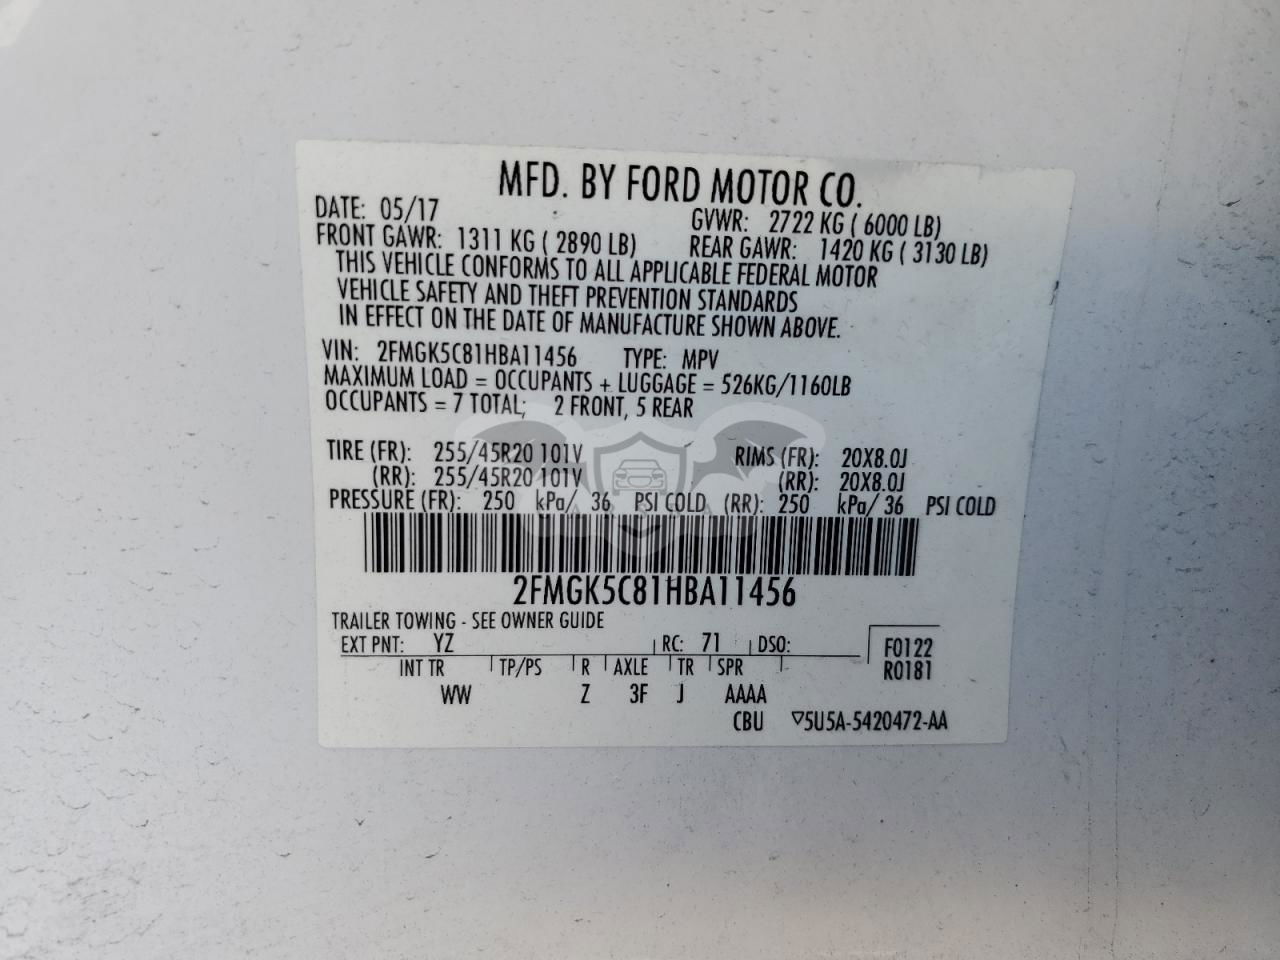 MFD. BY FORD MOTOR CO.
DATE: 05/17 GVWR: 2722 KG ( 6000 LB)
FRONT GAWR: 1311 KG ( 2890 LB) REAR GAWR: 1420 KG ( 3130 LB)
THIS VEHICLE CONFORMS TO ALL APPLICABLE FEDERAL MOTOR
VEHICLE SAFETY AND THEFT PREVENTION STANDARDS
IN EFFECT ON THE DATE OF MANUFACTURE SHOWN ABOVE.
VIN: 2FMGK5C81HBA11456 TYPE: MPV
MAXIMUM LOAD = OCCUPANTS + LUGGAGE = 526KG/1160LB
OCCUPANTS = 7 TOTAL; 2 FRONT, 5 REAR
TIRE (FR): 255/45R20 101V RIMS (FR): 20X8.0J
(RR): 255/45R20 101V (RR): 20X8.0J
PRESSURE (FR): 250 kPa/ 36 PSI COLD (RR): 250 kPa/ 36 PSI COLD
2FMGK5C81HBA11456
TRAILER TOWING - SEE OWNER GUIDE
EXT PNT: YZ RC: 71 DSO: F0122
INT TR TP/PS R AXLE TR SPR R0181
WW Z 3F J AAAA
CBU ▽5U5A-5420472-AA